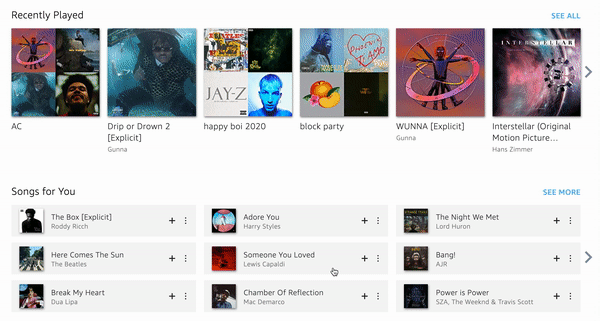 Recently Played
SEE ALL
JAY-Z
INTERSTELLAR
AC
Drip or Drown 2
[Explicit]
Gunna
happy boi 2020
block party
WUNNA [Explicit]
Gunna
Interstellar (Original
Motion Picture...
Hans Zimmer
Songs for You
SEE MORE
The Box [Explicit]
Roddy Ricch
Adore You
Harry Styles
The Night We Met
Lord Huron
Here Comes The Sun
The Beatles
Someone You Loved
Lewis Capaldi
Bang!
AJR
Break My Heart
Dua Lipa
Chamber Of Reflection
Mac Demarco
Power is Power
SZA, The Weeknd & Travis Scott